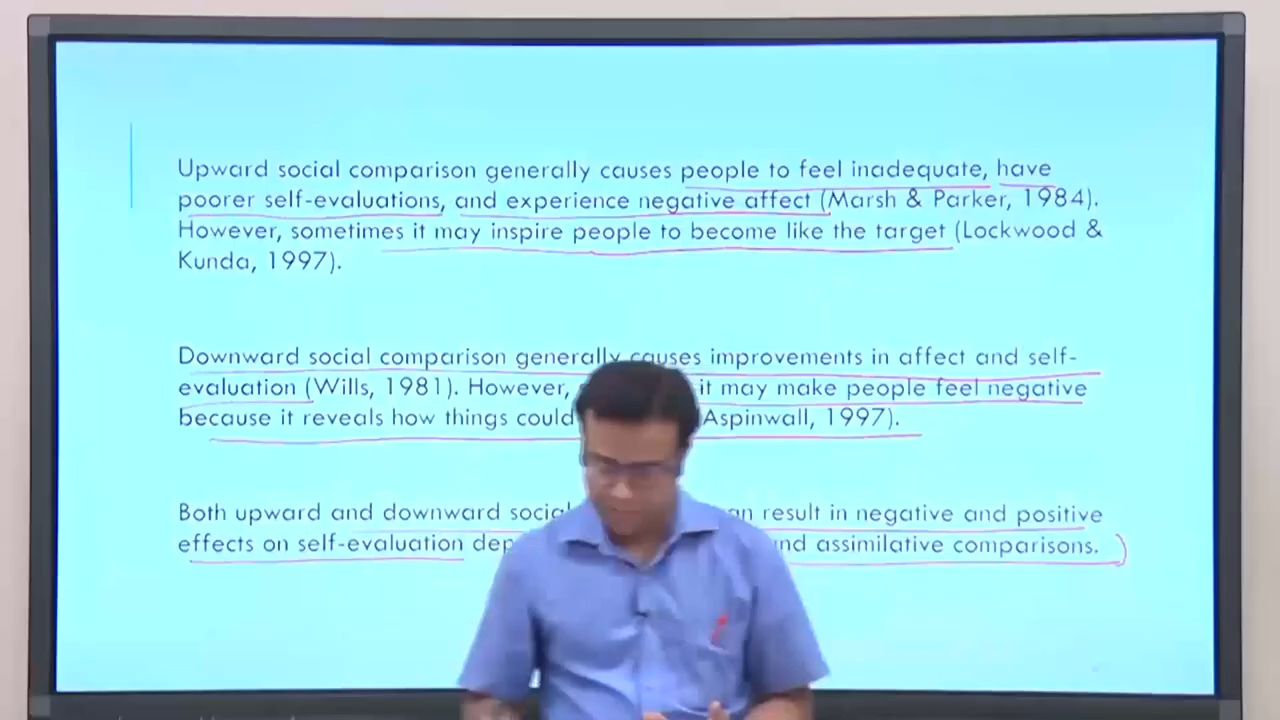 Upward social comparison generally causes people to feel inadequate, have
poorer self-evaluations, and experience negative affect (Marsh & Parker, 1984).
However, sometimes it may inspire people to become like the target (Lockwood &
Kunda, 1997).
Downward social comparison generally causes improvements in affect and self-
evaluation (Wills, 1981). However, it may make people feel negative
because it reveals how things could Aspinwall, 1997).
Both upward and downward social result in negative and positive
effects on self-evaluation and assimilative comparisons.